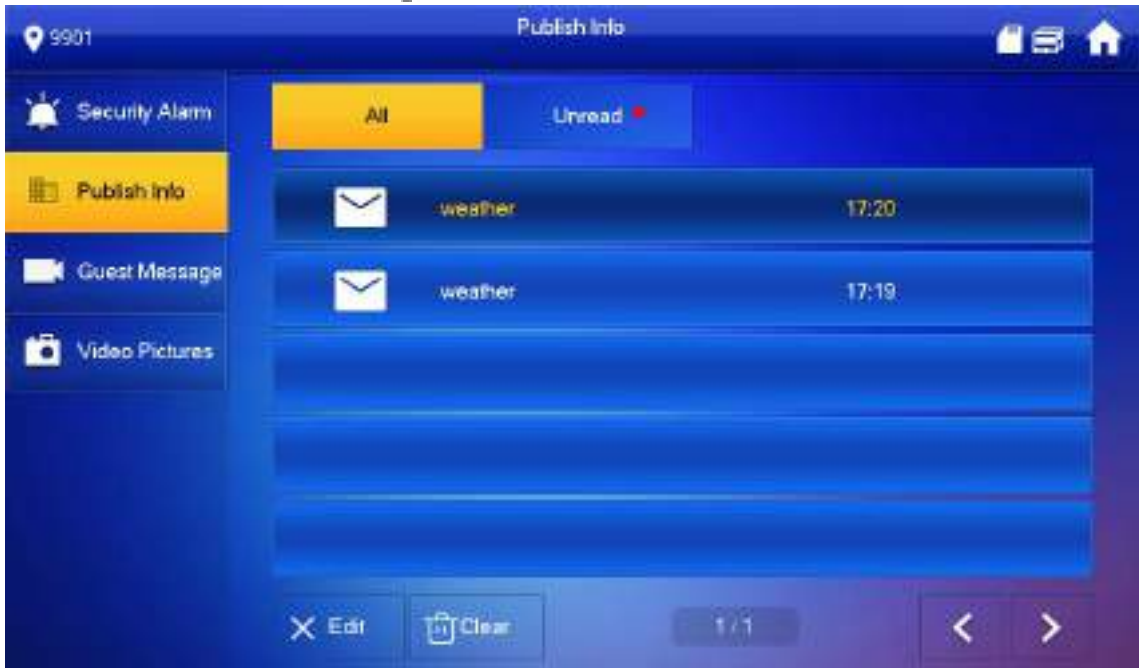 9901
Publish Info
Security Alarm
Publish Info
Guest Message
Video Pictures
All
Unread
weather
17:20
weather
17:19
Edit
Clear
1/1